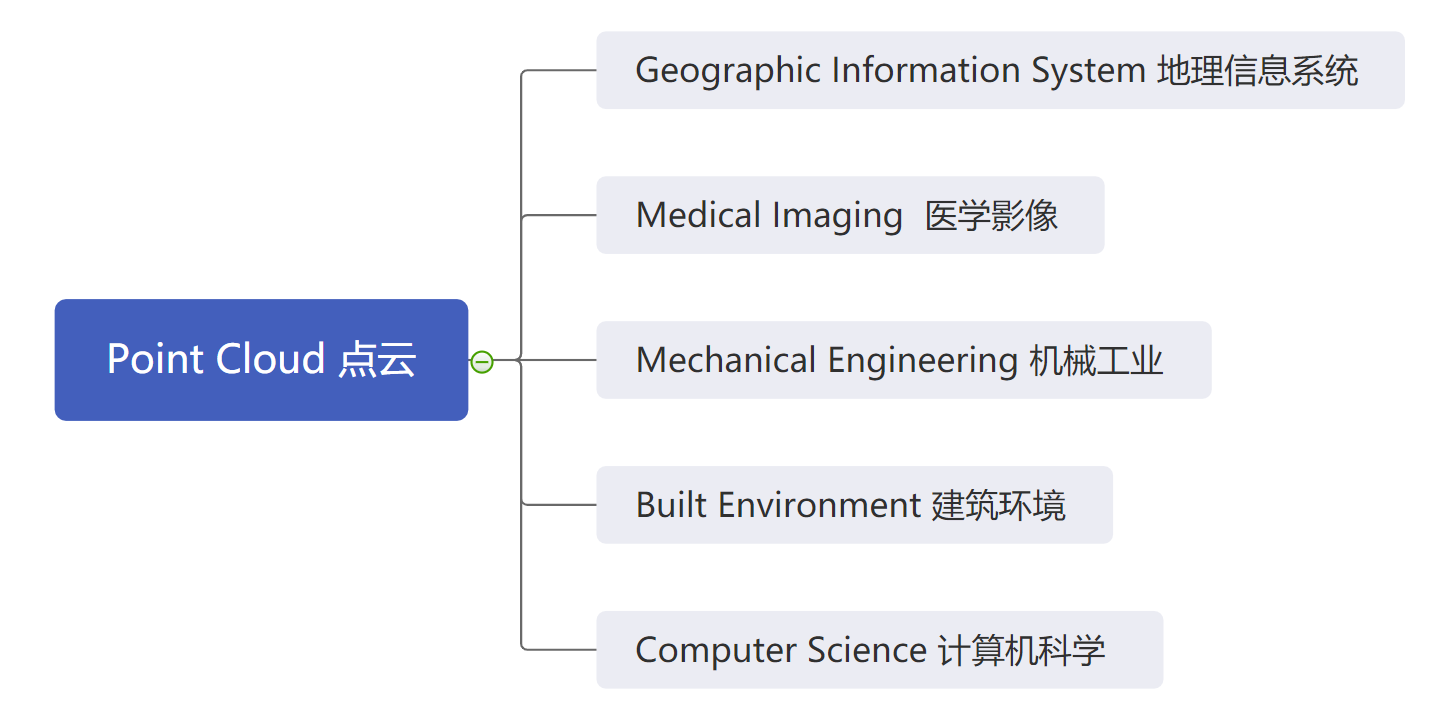 Point Cloud 点云
Geographic Information System 地理信息系统
Medical Imaging  医学影像
Mechanical Engineering 机械工业
Built Environment 建筑环境
Computer Science 计算机科学